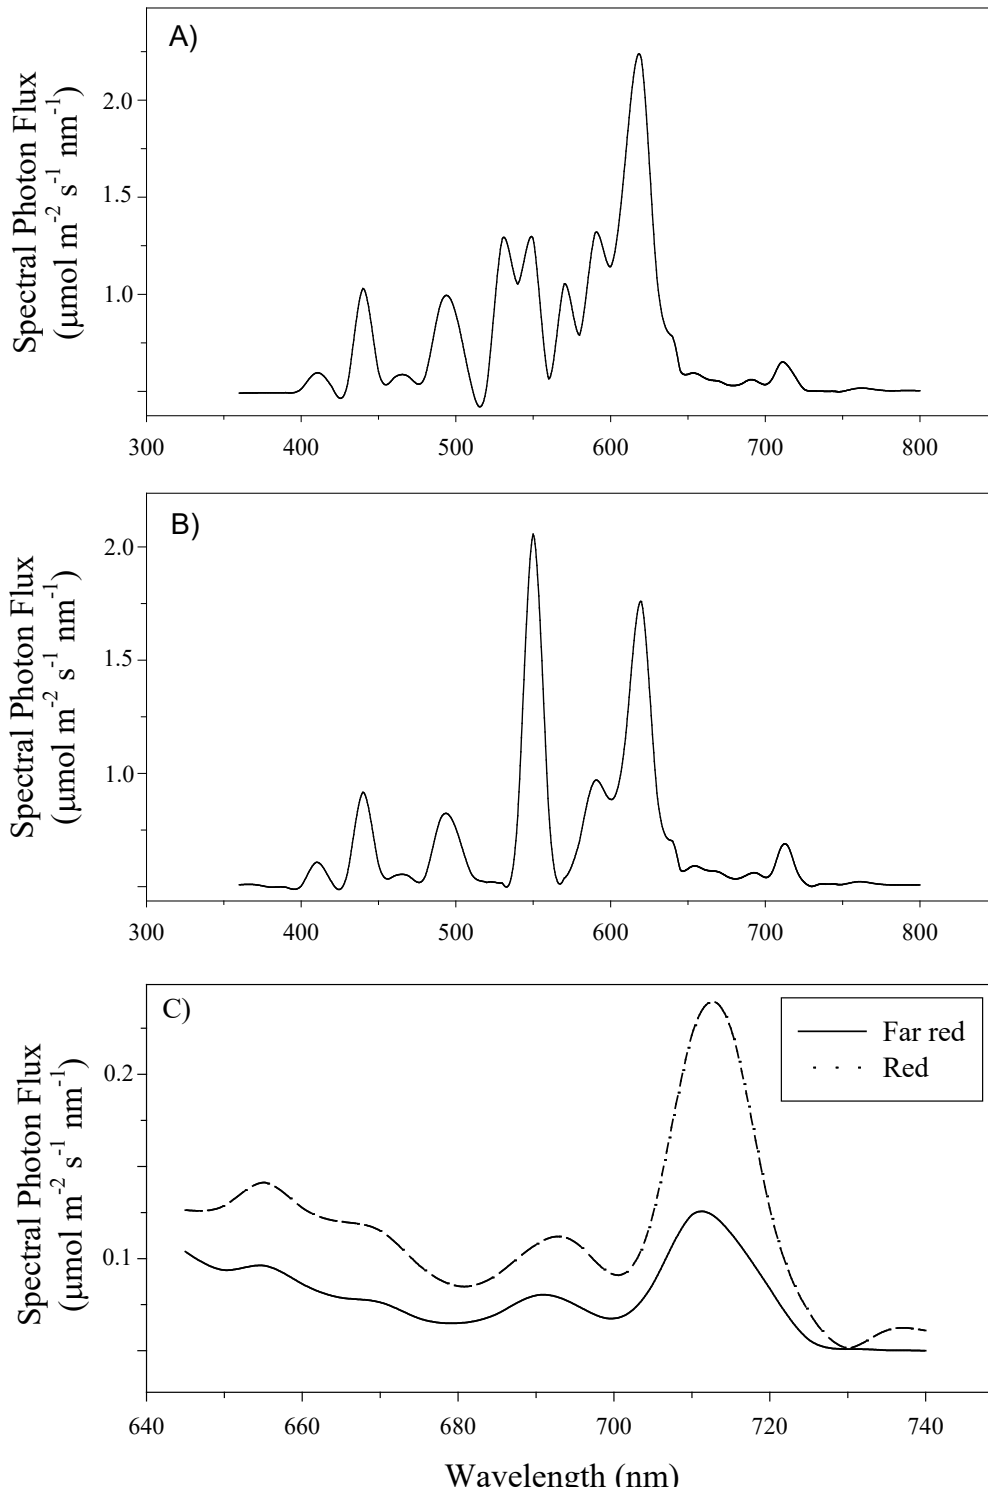 A)
Spectral Photon Flux
(μmol m-2 s-1 nm-1)
2.0
1.5
1.0
300 400 500 600 700 800
B)
Spectral Photon Flux
(μmol m-2 s-1 nm-1)
2.0
1.5
1.0
300 400 500 600 700 800
C)
Far red
Red
Spectral Photon Flux
(μmol m-2 s-1 nm-1)
0.2
0.1
640 660 680 700 720 740
Wavelength (nm)